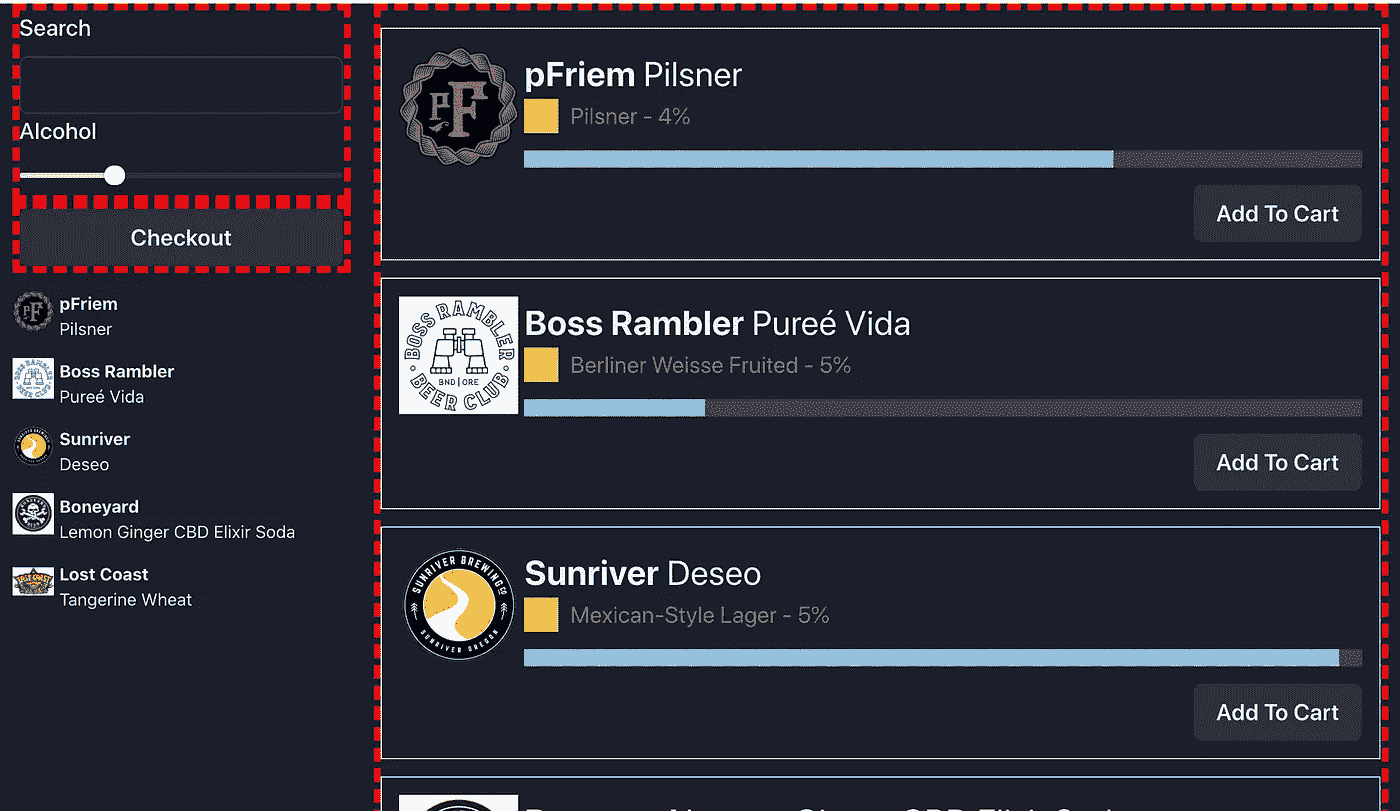 Search
Alcohol
Checkout
pFriem
Pilsner
Boss Rambler
Pureé Vida
Sunriver
Deseo
Boneyard
Lemon Ginger CBD Elixir Soda
Lost Coast
Tangerine Wheat
pF
pFriem Pilsner
Pilsner - 4%
Add To Cart
BOSS RAMBLER
BND | ORE
BEER CLUB
Boss Rambler Pureé Vida
Berliner Weisse Fruited - 5%
Add To Cart
SUNRIVER BREWING CO
SUNRIVER OREGON
Sunriver Deseo
Mexican-Style Lager - 5%
Add To Cart